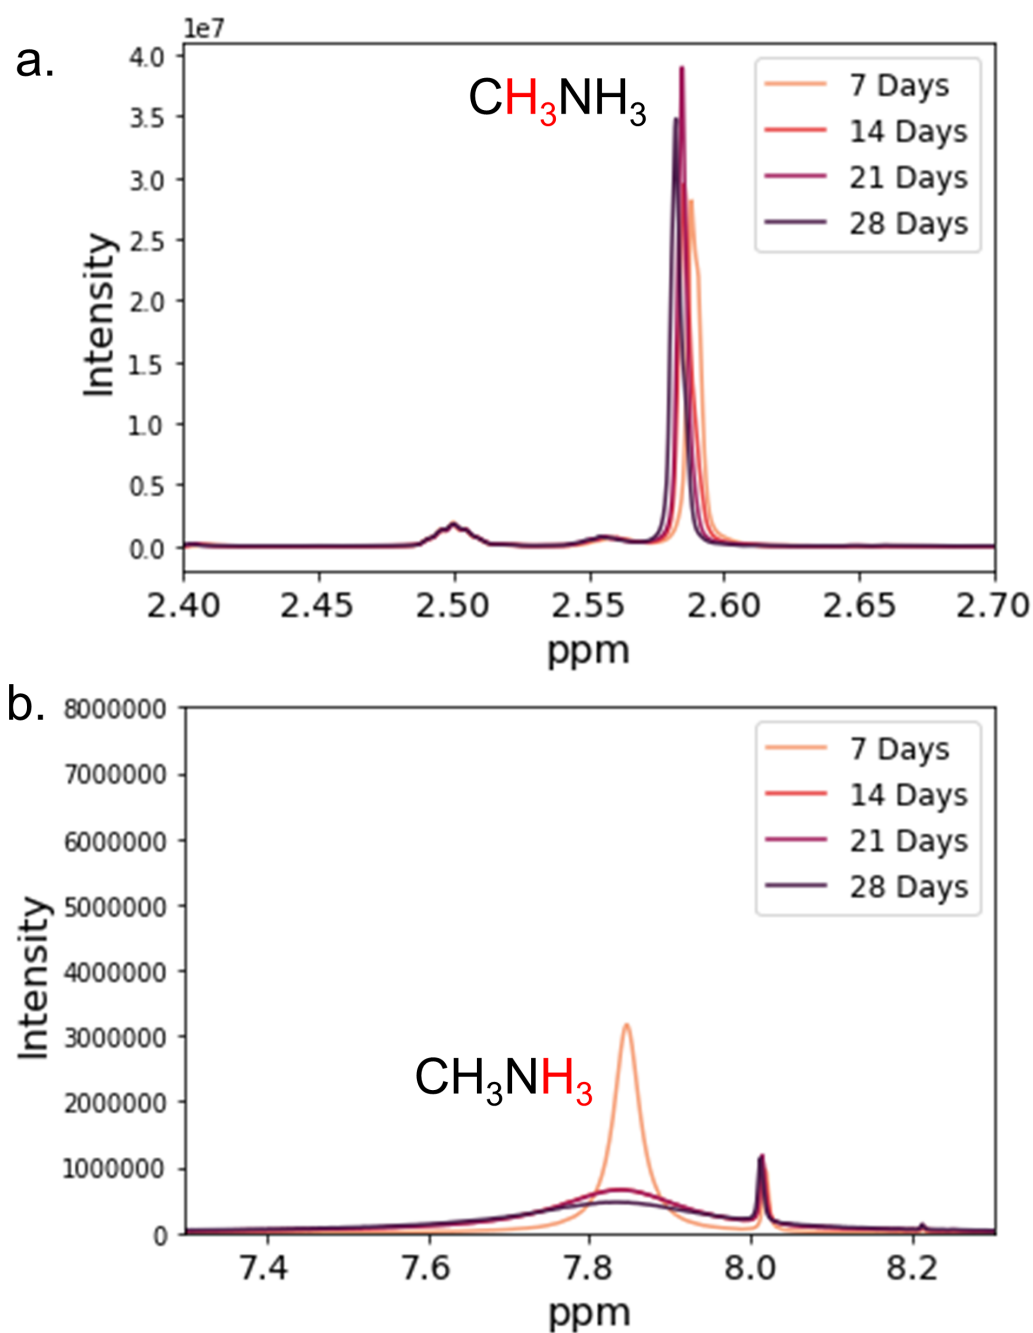 a.
1e7
4.0
3.5
3.0
2.5
2.0
1.5
1.0
0.5
0.0
Intensity
CH₃NH₃
7 Days
14 Days
21 Days
28 Days
2.40 2.45 2.50 2.55 2.60 2.65 2.70
ppm
b.
8000000
7000000
6000000
5000000
4000000
3000000
2000000
1000000
0
Intensity
CH₃NH₃
7 Days
14 Days
21 Days
28 Days
7.4 7.6 7.8 8.0 8.2
ppm